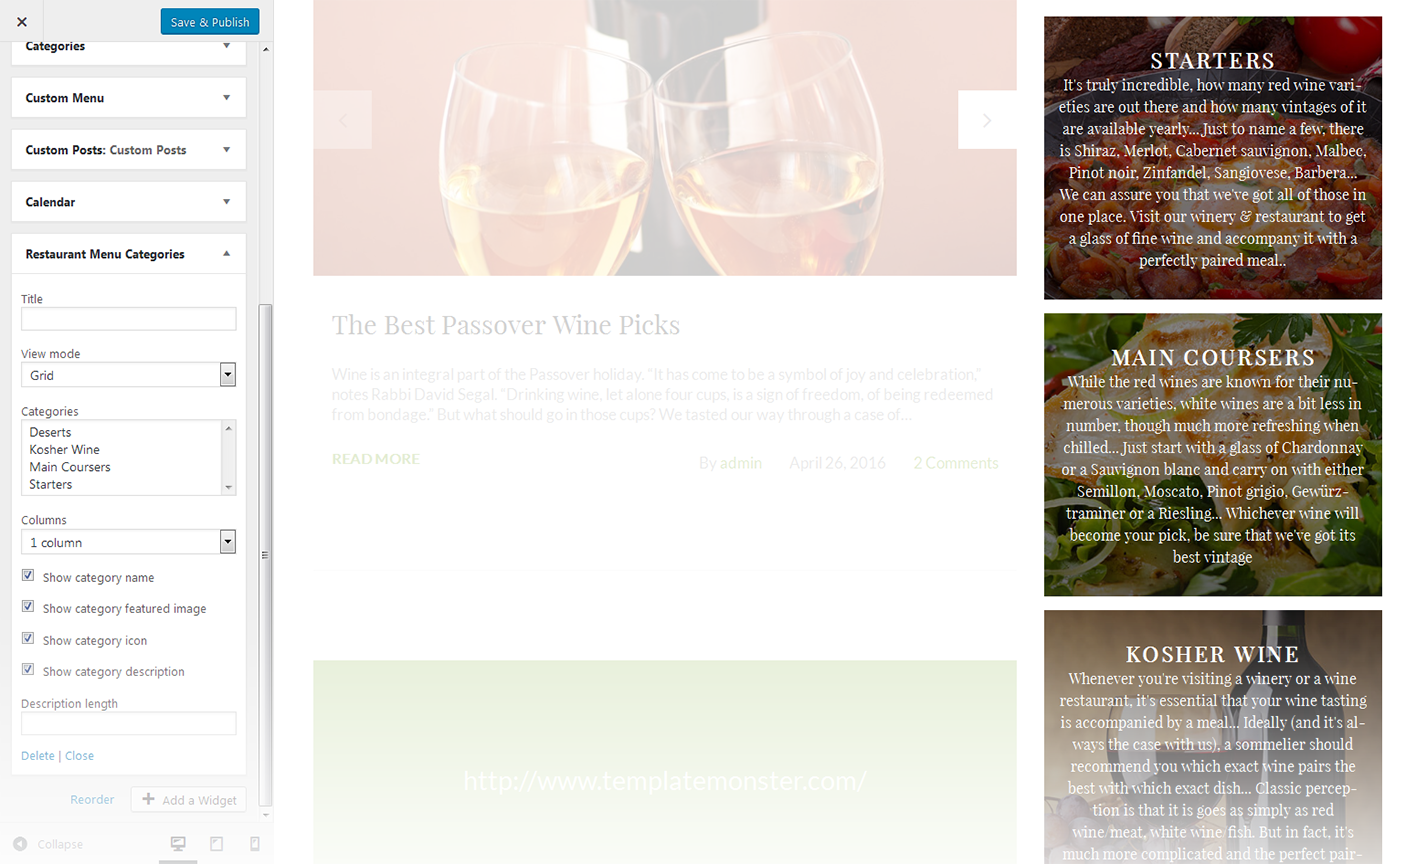 Save & Publish
Categories
Custom Menu
Custom Posts: Custom Posts
Calendar
Restaurant Menu Categories
Title
View mode
Grid
Categories
Deserts
Kosher Wine
Main Coursers
Starters
Columns
1 column
Show category name
Show category featured image
Show category icon
Show category description
Description length
Delete | Close
Reorder
Add a Widget
Collapse
The Best Passover Wine Picks
Wine is an integral part of the Passover holiday. “It has come to be a symbol of joy and celebration,”
notes Rabbi David Segal. “Drinking wine, let alone four cups, is a sign of freedom, of being redeemed
from bondage.” But what should go in those cups? We tasted our way through a case of…
READ MORE
By admin
April 26, 2016
2 Comments
http://www.templatemonster.com/
STARTERS
It's truly incredible, how many red wine vari-
eties are out there and how many vintages of it
are available yearly... Just to name a few, there
is Shiraz, Merlot, Cabernet sauvignon, Malbec,
Pinot noir, Zinfandel, Sangiovese, Barbera...
We can assure you that we've got all of those in
one place. Visit our winery & restaurant to get
a glass of fine wine and accompany it with a
perfectly paired meal..
MAIN COURSERS
While the red wines are known for their nu-
merous varieties, white wines are a bit less in
number, though much more refreshing when
chilled... Just start with a glass of Chardonnay
or a Sauvignon blanc and carry on with either
Semillon, Moscato, Pinot grigio, Gewürz-
traminer or a Riesling... Whichever wine will
become your pick, be sure that we've got its
best vintage
KOSHER WINE
Whenever you're visiting a winery or a wine
restaurant, it's essential that your wine tasting
is accompanied by a meal... Ideally (and it's al-
ways the case with us), a sommelier should
recommend you which exact wine pairs the
best with which exact dish... Classic percep-
tion is that it is goes as simply as red
wine/meat, white wine/fish. But in fact, it's
much more complicated and the perfect pair-